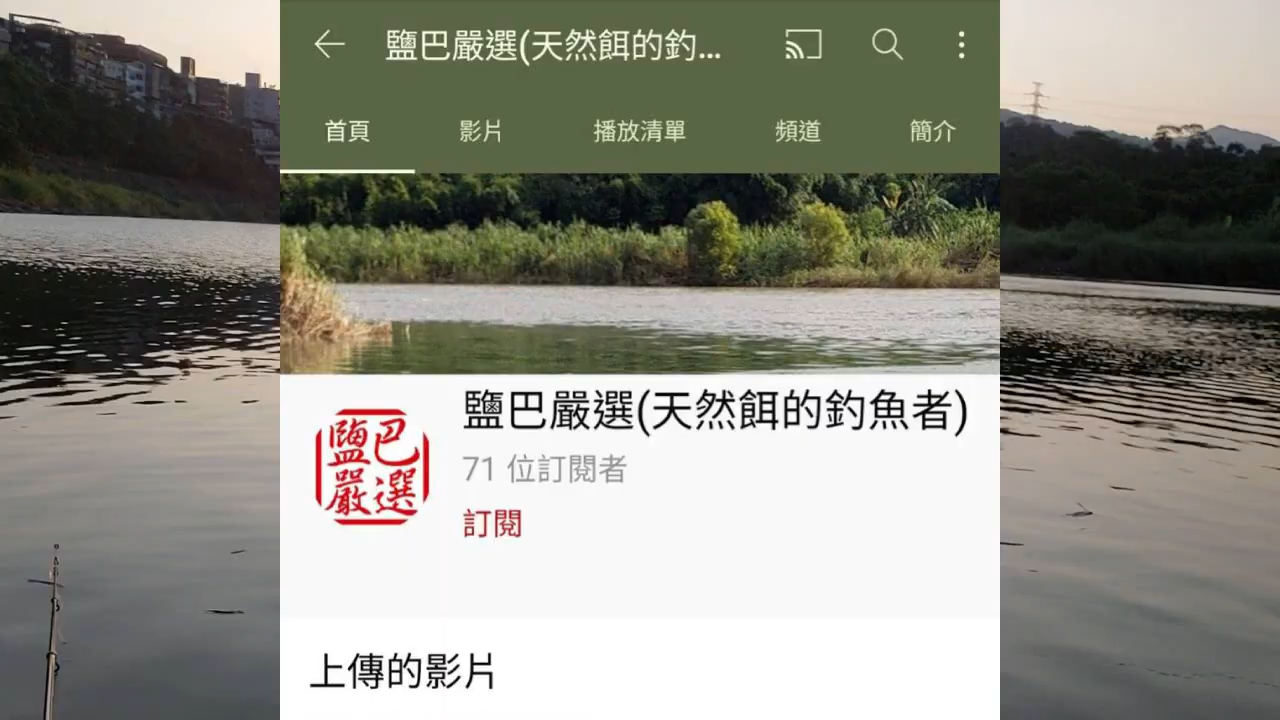 鹽巴嚴選(天然餌的釣...
首頁
影片
播放清單
頻道
簡介
鹽巴嚴選(天然餌的釣魚者)
鹽巴
嚴選
71 位訂閱者
訂閱
上傳的影片